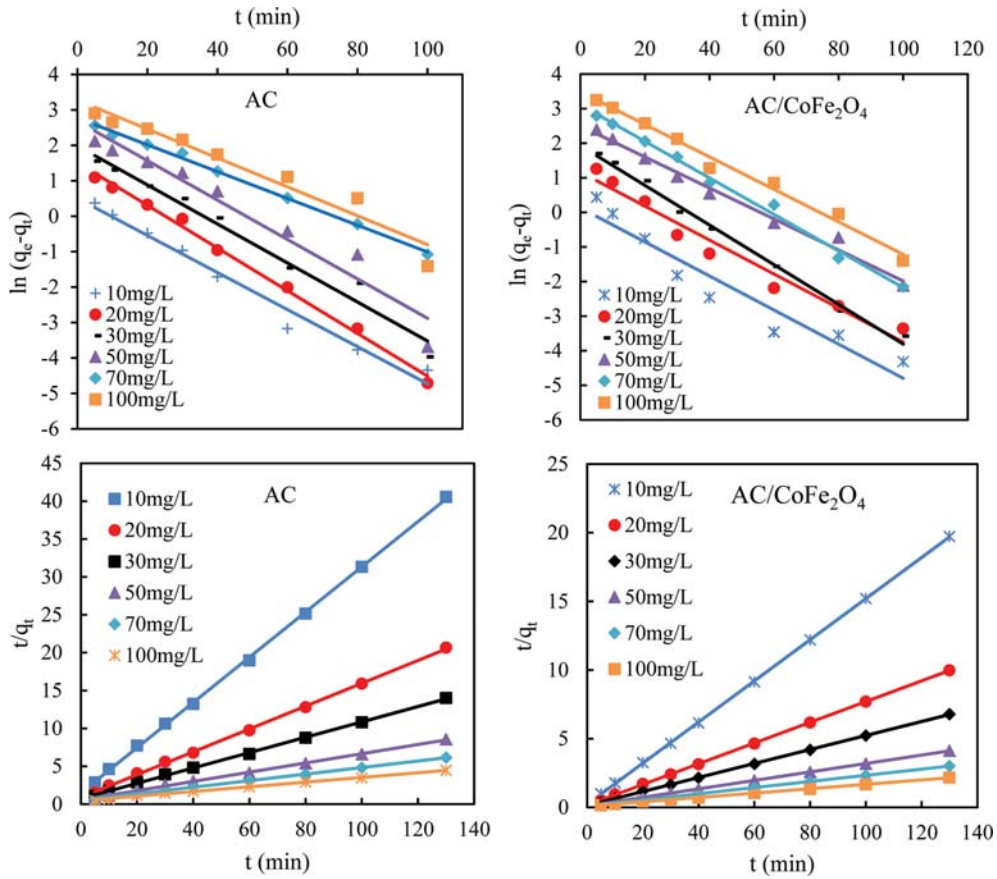 t (min)
0 20 40 60 80 100
AC
4
3
2
1
0
-1
-2
-3
-4
-5
-6
ln (qₑ-qₜ)
10mg/L
20mg/L
30mg/L
50mg/L
70mg/L
100mg/L
t (min)
0 20 40 60 80 100 120
AC/CoFe₂O₄
4
3
2
1
0
-1
-2
-3
-4
-5
-6
ln (qₑ-qₜ)
10mg/L
20mg/L
30mg/L
50mg/L
70mg/L
100mg/L
AC
45
40
35
30
25
20
15
10
5
0
t/qₜ
10mg/L
20mg/L
30mg/L
50mg/L
70mg/L
100mg/L
0 20 40 60 80 100 120 140
t (min)
AC/CoFe₂O₄
25
20
15
10
5
0
t/qₜ
10mg/L
20mg/L
30mg/L
50mg/L
70mg/L
100mg/L
0 20 40 60 80 100 120 140
t (min)